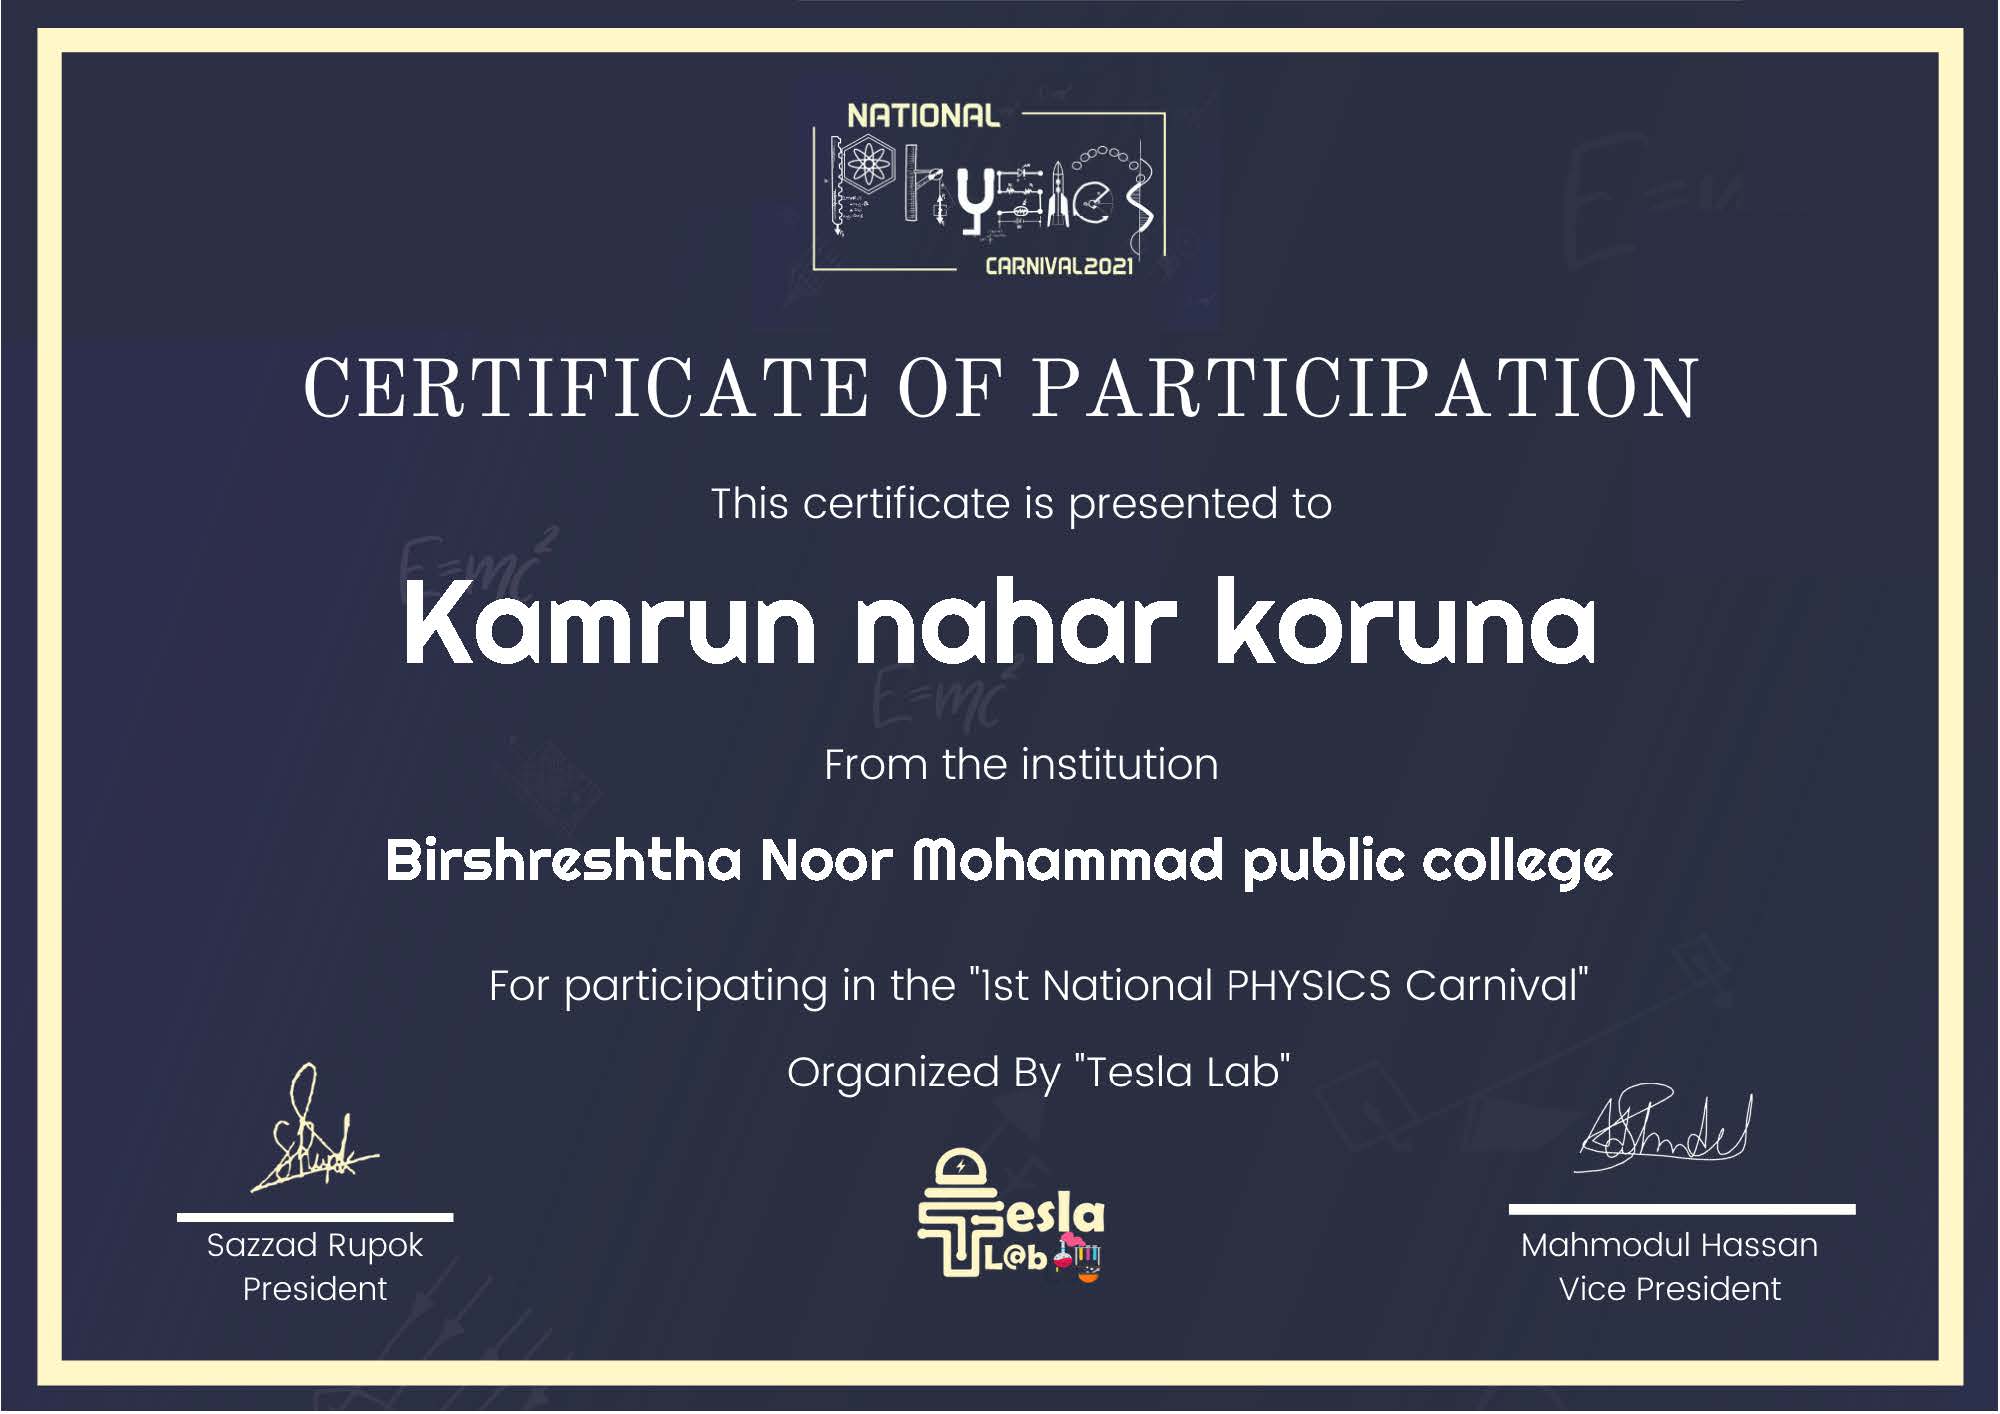 NATIONAL
Physics
CARNIVAL2021
CERTIFICATE OF PARTICIPATION
This certificate is presented to
E=mc²
Kamrun nahar koruna
E=mc²
From the institution
Birshreshtha Noor Mohammad public college
For participating in the "1st National PHYSICS Carnival"
Organized By "Tesla Lab"
Tesla
L@b
Sazzad Rupok
President
Mahmodul Hassan
Vice President